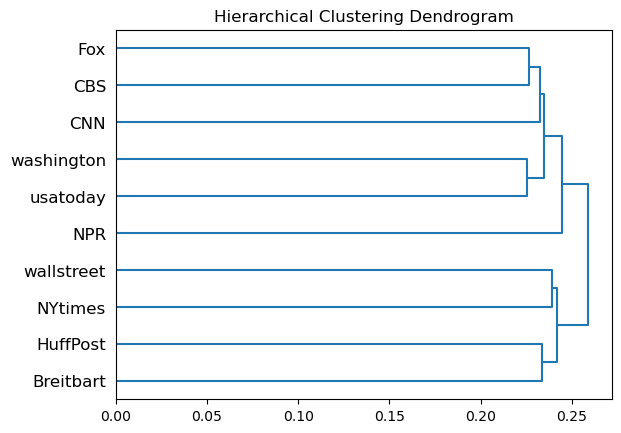 Hierarchical Clustering Dendrogram
Fox
CBS
CNN
washington
usatoday
NPR
wallstreet
NYtimes
HuffPost
Breitbart
0.00 0.05 0.10 0.15 0.20 0.25